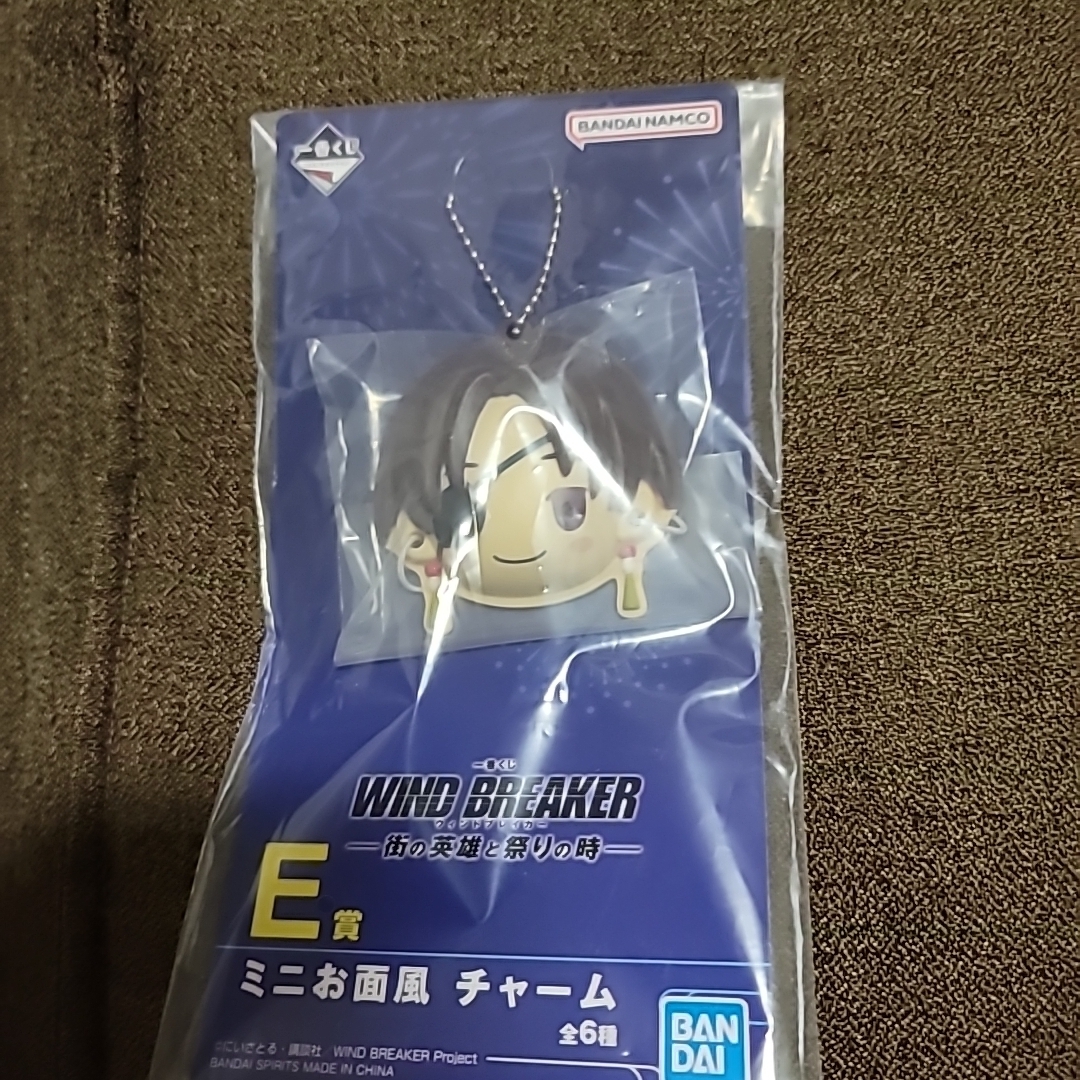 一番くじ
BANDAI NAMCO
一番くじ
WIND BREAKER
ウィンドブレイカー
街の英雄と祭りの時
E賞
ミニお面風 チャーム
全6種
BAN
DAI
©にいさとる・講談社/WIND BREAKER Project
BANDAI SPIRITS MADE IN CHINA